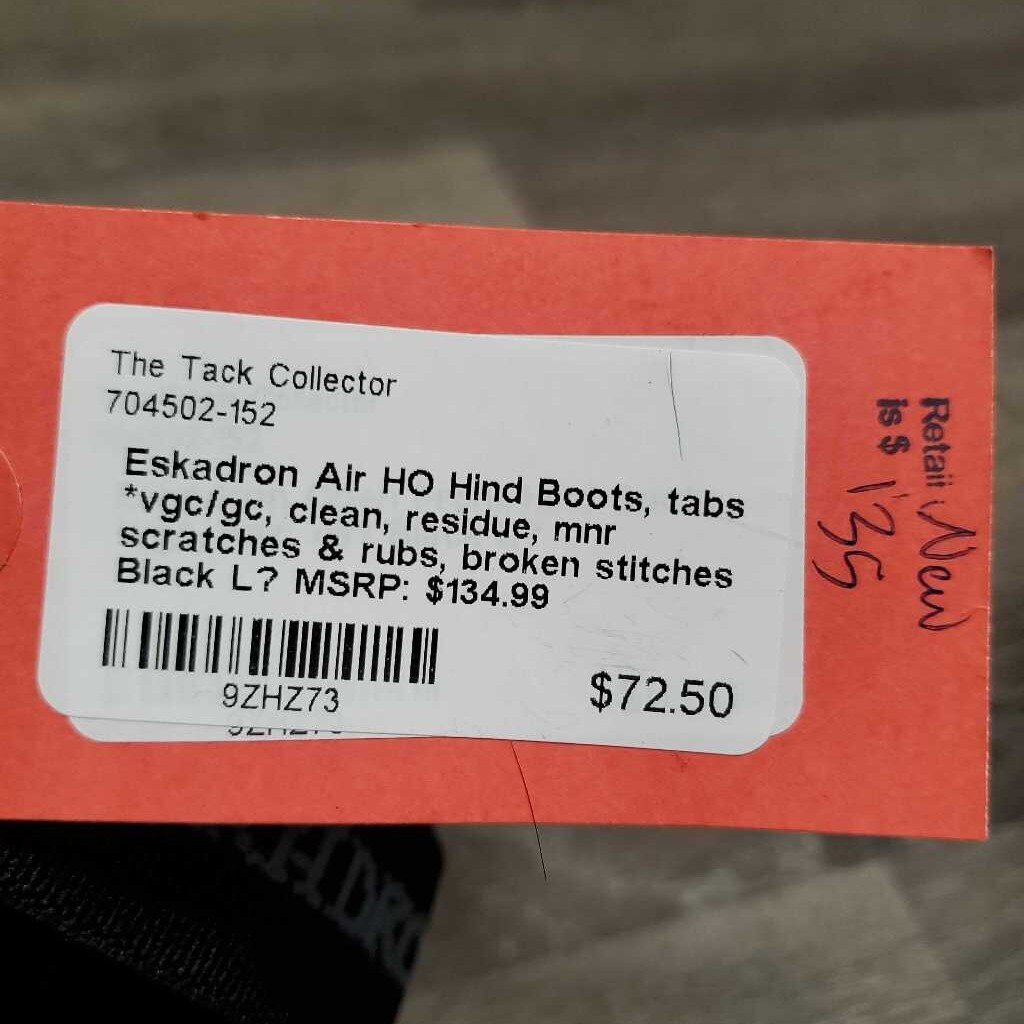 The Tack Collector
704502-152
Eskadron Air HO Hind Boots, tabs
*vgc/gc, clean, residue, mnr
scratches & rubs, broken stitches
Black L? MSRP: $134.99
9ZHZ73
$72.50
Retail New
is $ 135